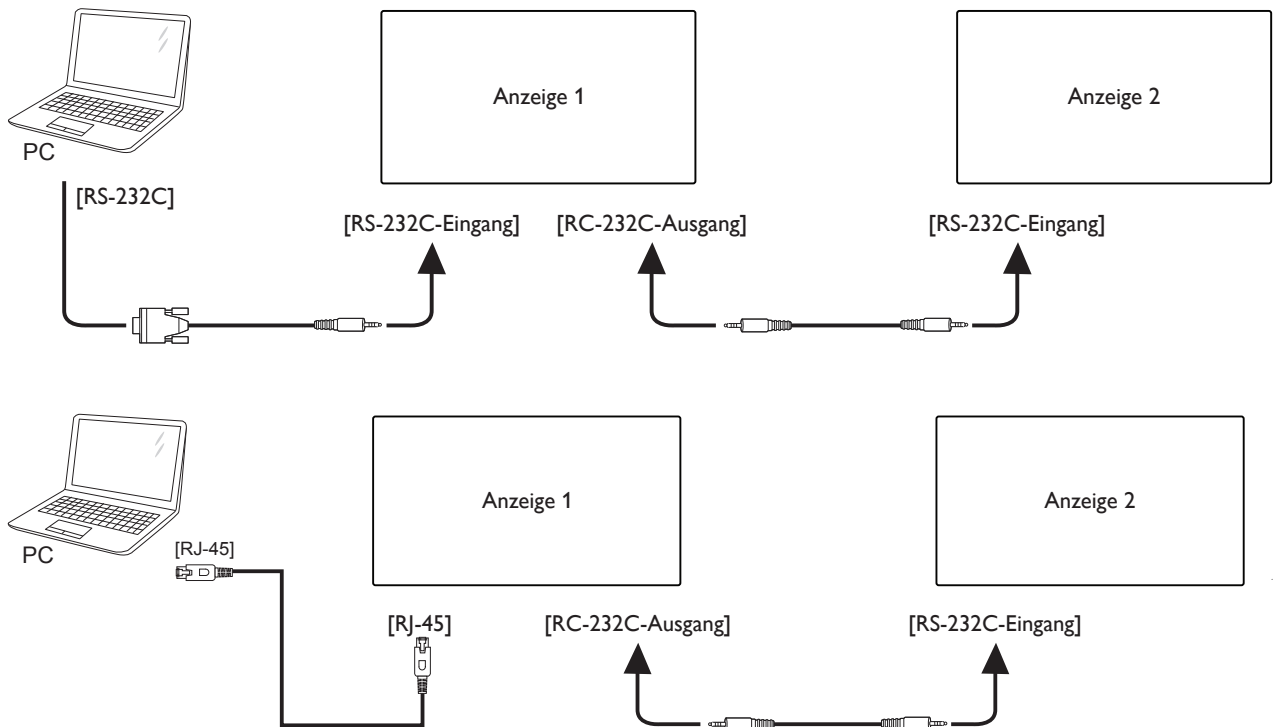 Anzeige 1
Anzeige 2
PC
[RS-232C]
[RS-232C-Eingang]
[RC-232C-Ausgang]
[RS-232C-Eingang]
Anzeige 1
Anzeige 2
PC
[RJ-45]
[RJ-45]
[RC-232C-Ausgang]
[RS-232C-Eingang]